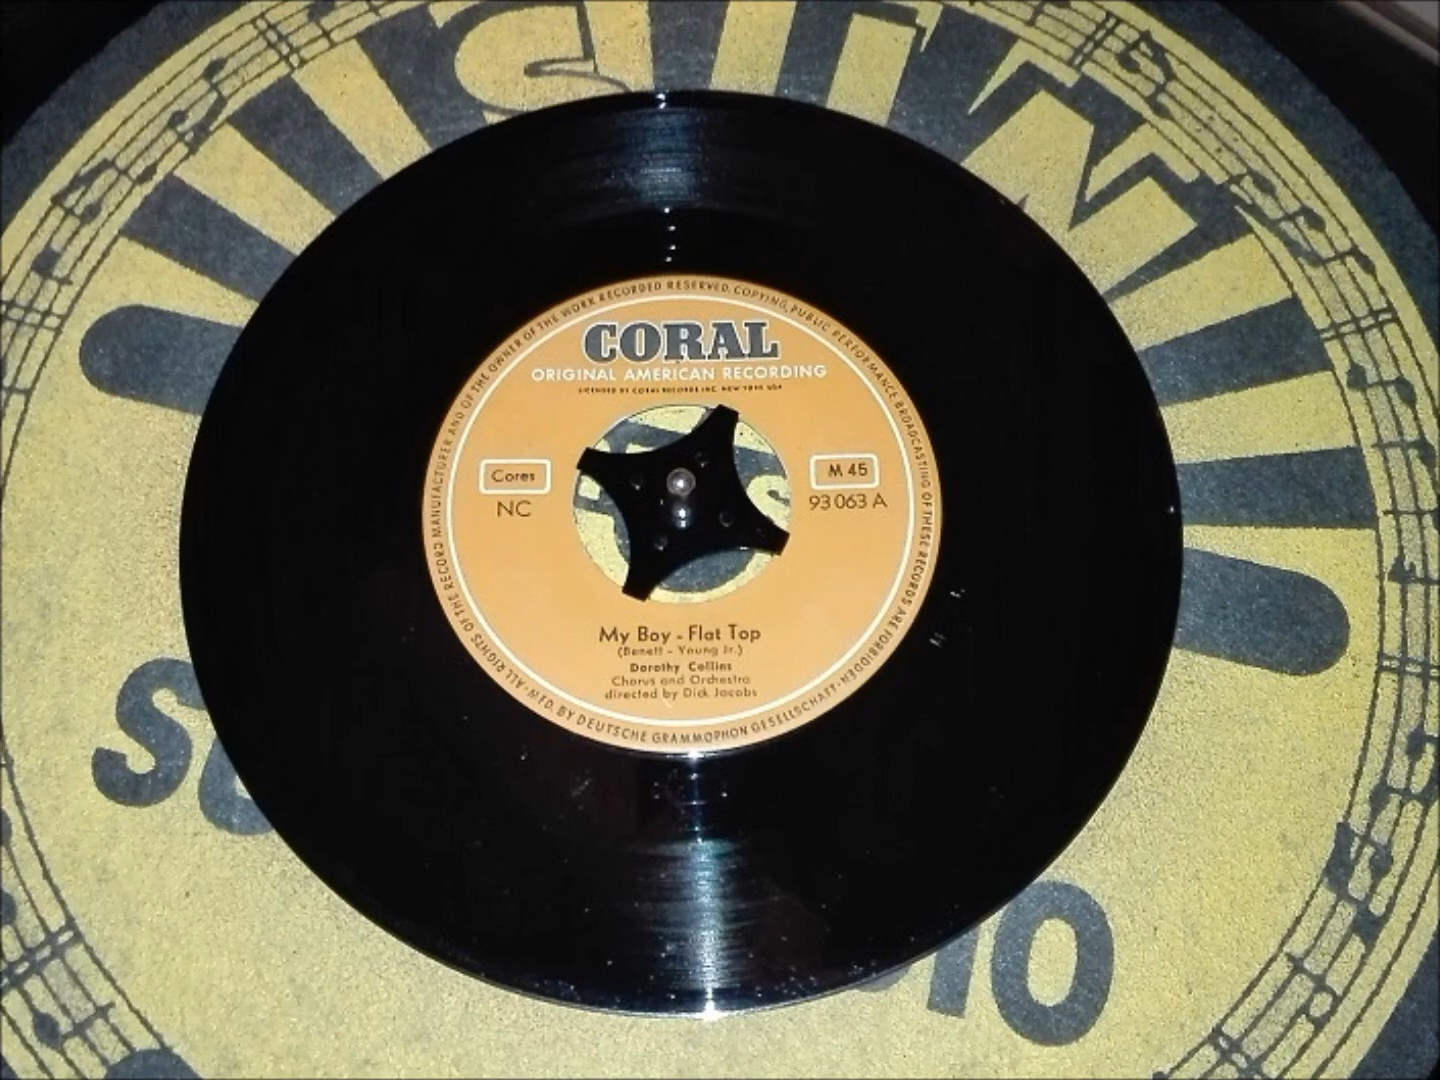 SUN
CORAL
ORIGINAL AMERICAN RECORDING
LICENSED BY CORAL RECORDS INC. NEW YORK USA
Cores
NC
M 45
93 063 A
My Boy - Flat Top
(Benett - Young Jr.)
Dorothy Collins
Chorus and Orchestra
directed by Dick Jacobs
MFD. BY DEUTSCHE GRAMMOPHON GESELLSCHAFT · ALL RIGHTS OF THE RECORD MANUFACTURER AND OF THE OWNER OF THE WORK RECORDED RESERVED. COPYING, PUBLIC PERFORMANCE, BROADCASTING OF THESE RECORDS ARE FORBIDDEN